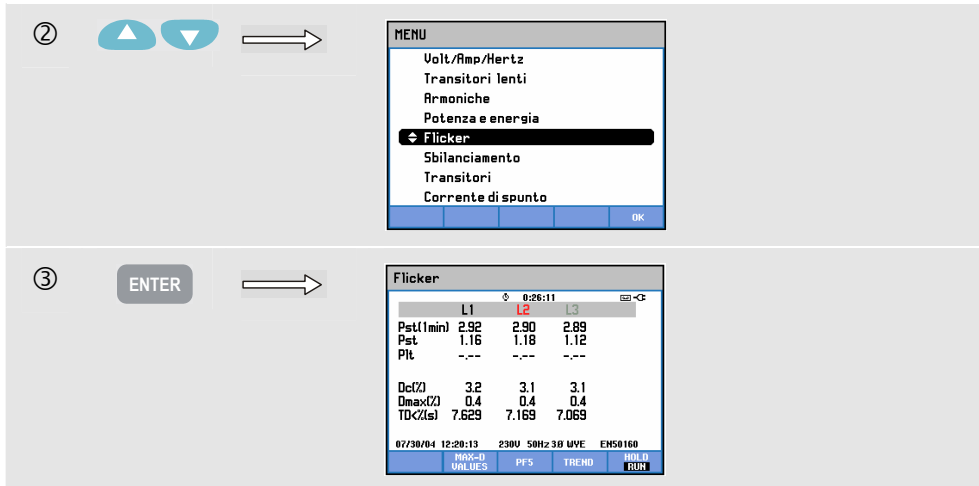 ②
MENU
Volt/Amp/Hertz
Transitori lenti
Armoniche
Potenza e energia
Flicker
Sbilanciamento
Transitori
Corrente di spunto
OK
③
ENTER
Flicker
0:26:11
L1 L2 L3
Pst(1min) 2.92 2.90 2.89
Pst 1.16 1.18 1.12
Plt -.-- -.-- -.--
Dc(%) 3.2 3.1 3.1
Dmax(%) 0.4 0.4 0.4
TD<%(s) 7.629 7.169 7.069
07/30/04 12:20:13 230V 50Hz 3Ø WYE EN50160
MAX-D VALUES PF5 TREND HOLD RUN